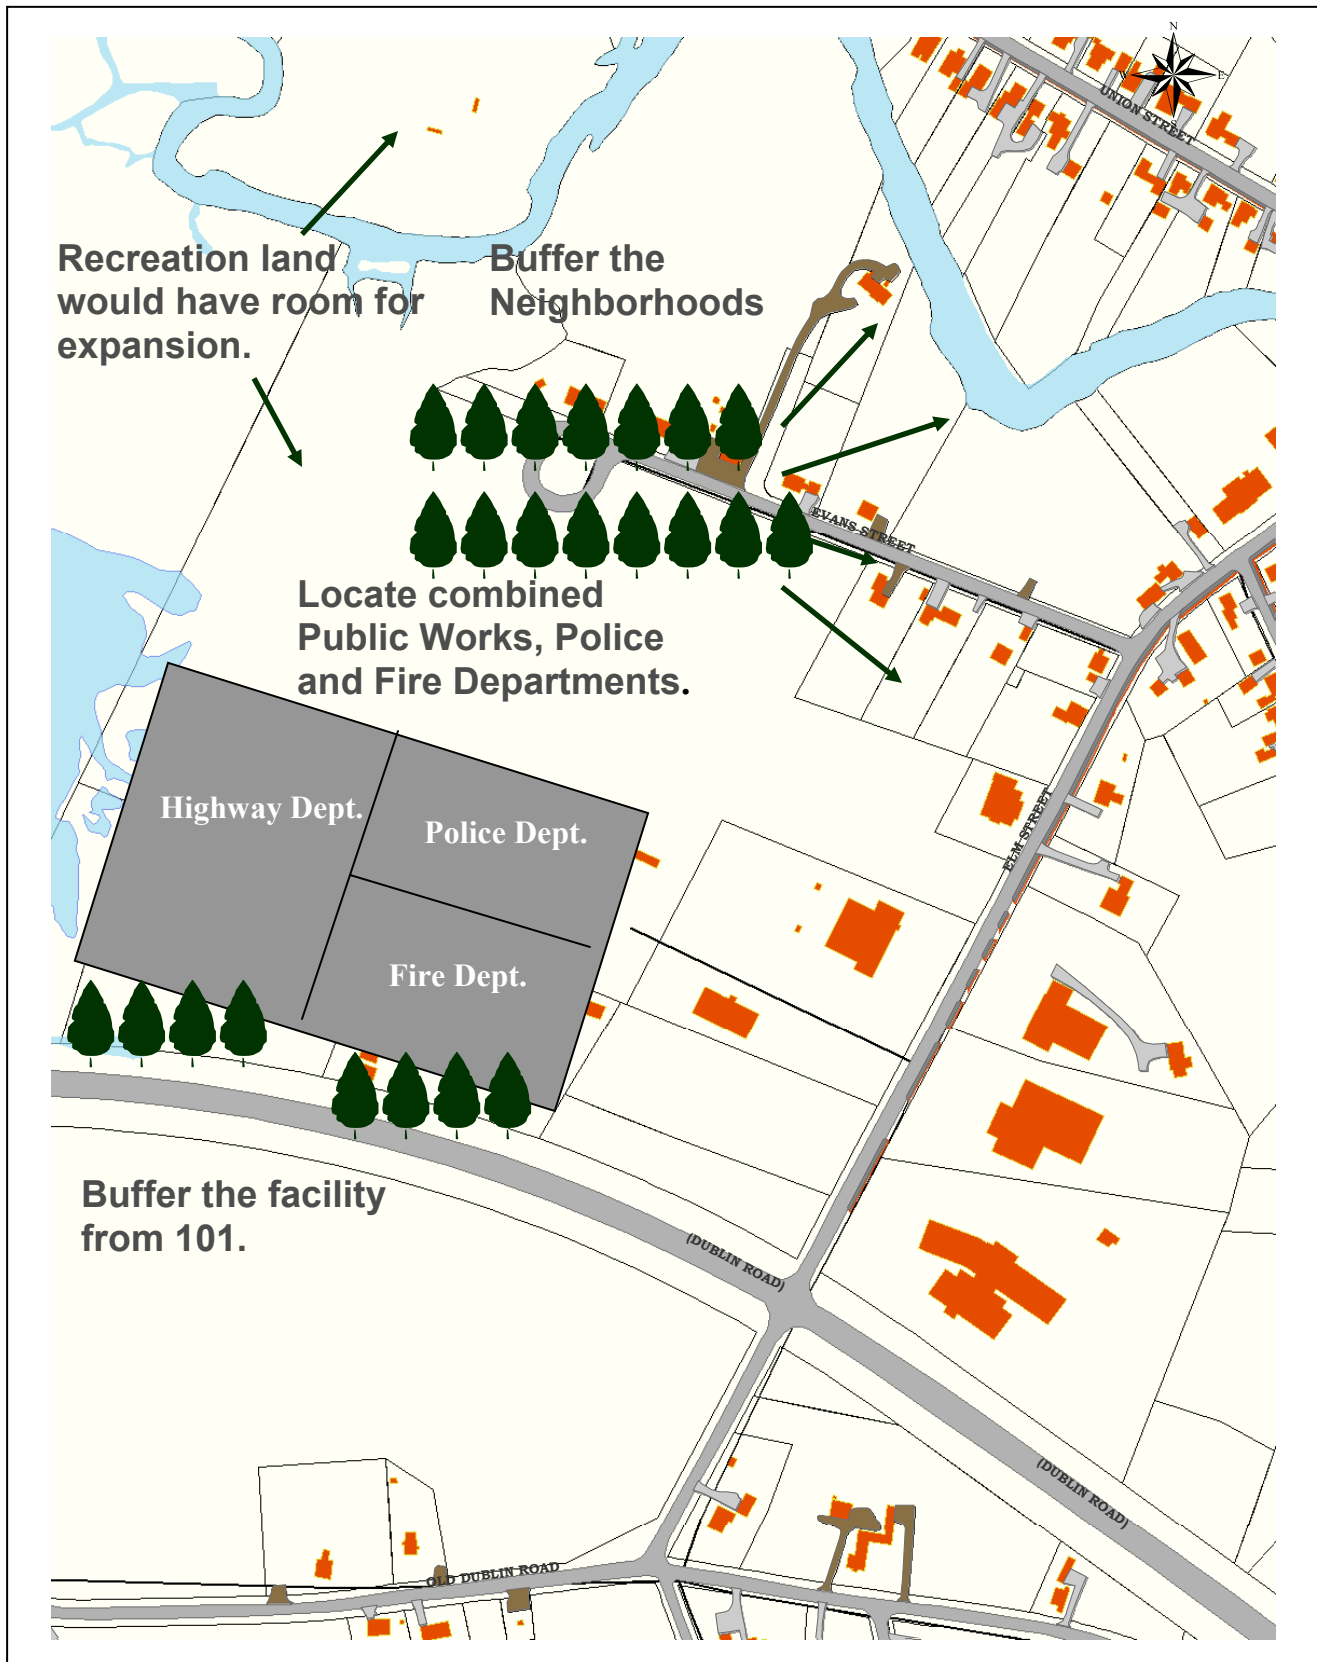 N
W
E
S
UNION STREET
Recreation land
would have room for
expansion.
Buffer the
Neighborhoods
EVANS STREET
Locate combined
Public Works, Police
and Fire Departments.
Highway Dept.
Police Dept.
Fire Dept.
ELM STREET
Buffer the facility
from 101.
(DUBLIN ROAD)
(DUBLIN ROAD)
OLD DUBLIN ROAD